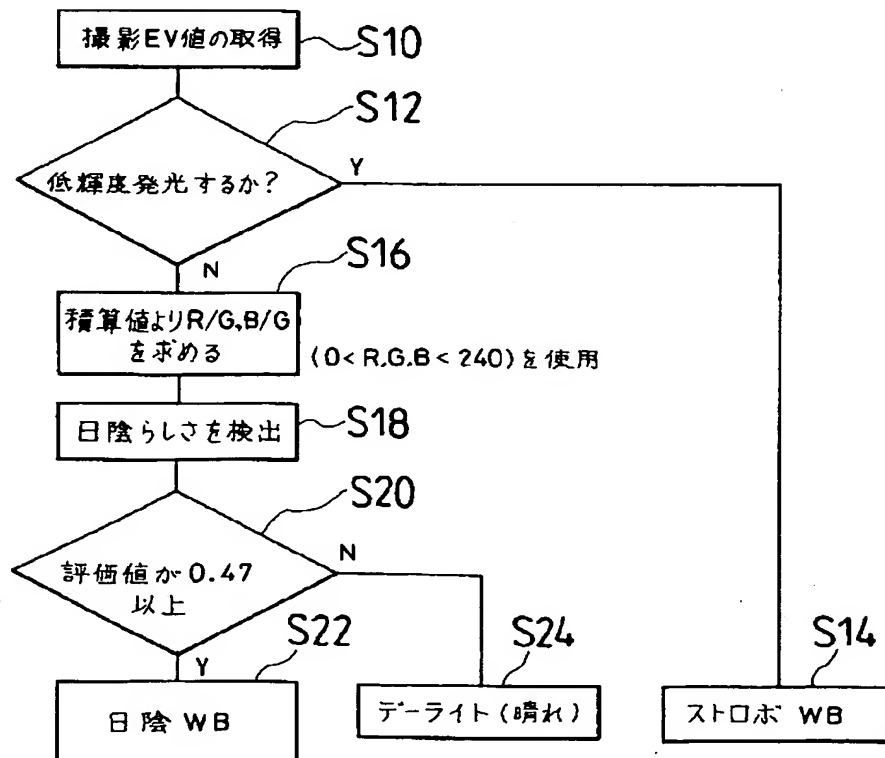 撮影EV値の取得
S10
S12
低輝度発光するか?
Y
N
S16
積算値よりR/G,B/G
を求める
(0<R.G.B<240)を使用
日陰らしさを検出
S18
S20
評価値が0.47
以上
N
Y
S22
日陰WB
S24
デーライト(晴れ)
S14
ストロボ WB